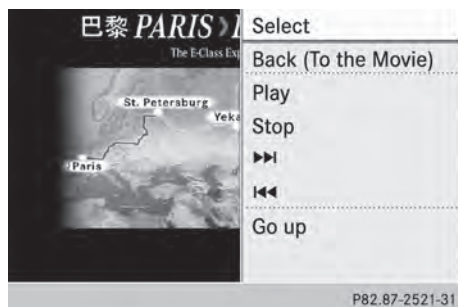 巴黎 PARIS
The E-Class
St. Petersburg
Paris
Select
Back (To the Movie)
Play
Stop
Go up
P82.87-2521-31